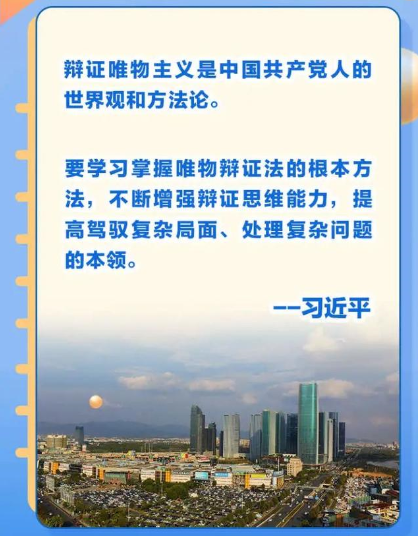 辩证唯物主义是中国共产党人的
世界观和方法论。
要学习掌握唯物辩证法的根本方
法，不断增强辩证思维能力，提
高驾驭复杂局面、处理复杂问题
的本领。
--习近平